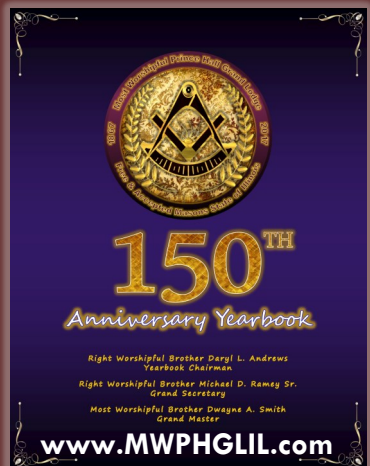 Most Worshipful Prince Hall Grand Lodge
1867
2017
Free & Accepted Masons State of Illinois
150TH
Anniversary Yearbook
Right Worshipful Brother Daryl L. Andrews
Yearbook Chairman
Right Worshipful Brother Michael D. Ramey Sr.
Grand Secretary
Most Worshipful Brother Dwayne A. Smith
Grand Master
www.MWPHGLIL.com